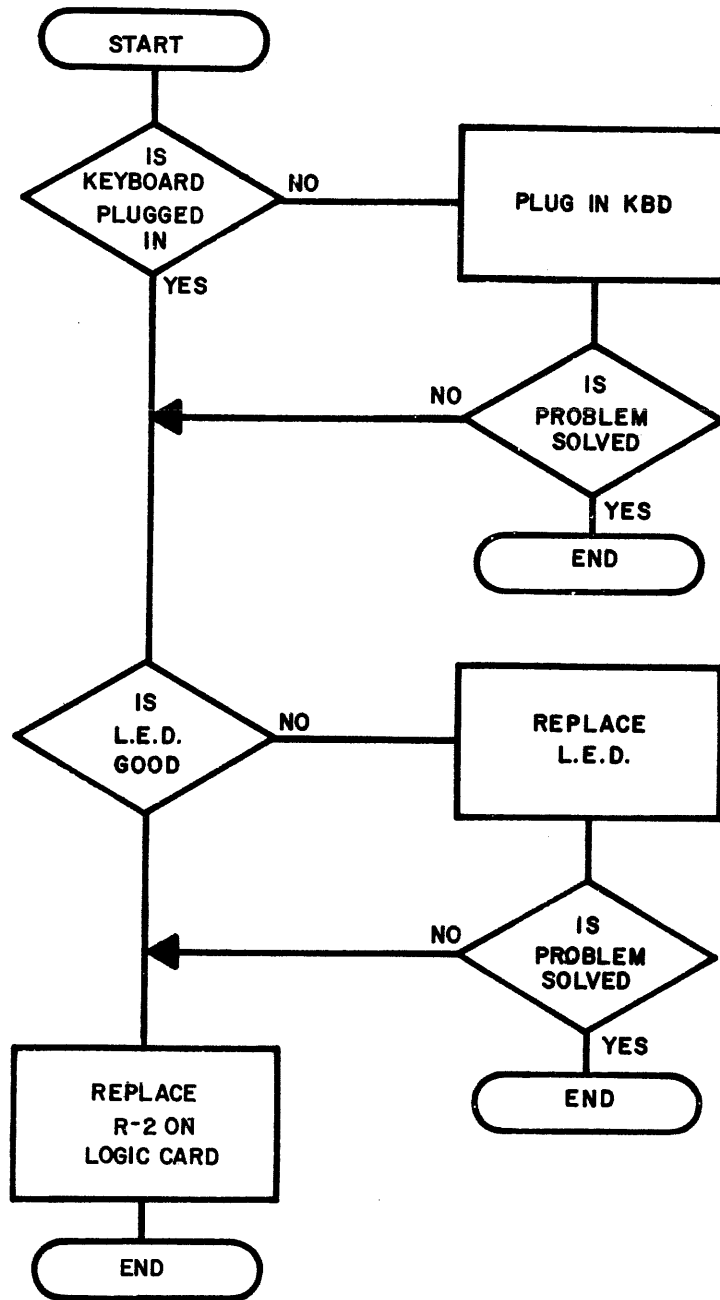 START
IS
KEYBOARD
PLUGGED
IN
NO
PLUG IN KBD
YES
NO
IS
PROBLEM
SOLVED
YES
END
IS
L.E.D.
GOOD
NO
REPLACE
L.E.D.
NO
IS
PROBLEM
SOLVED
YES
END
REPLACE
R-2 ON
LOGIC CARD
END